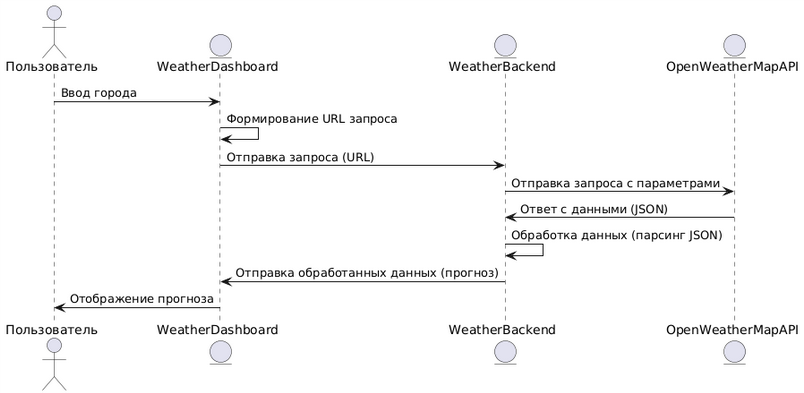 Пользователь
WeatherDashboard
WeatherBackend
OpenWeatherMapAPI
Ввод города
Формирование URL запроса
Отправка запроса (URL)
Отправка запроса с параметрами
Ответ с данными (JSON)
Обработка данных (парсинг JSON)
Отправка обработанных данных (прогноз)
Отображение прогноза
Пользователь
WeatherDashboard
WeatherBackend
OpenWeatherMapAPI